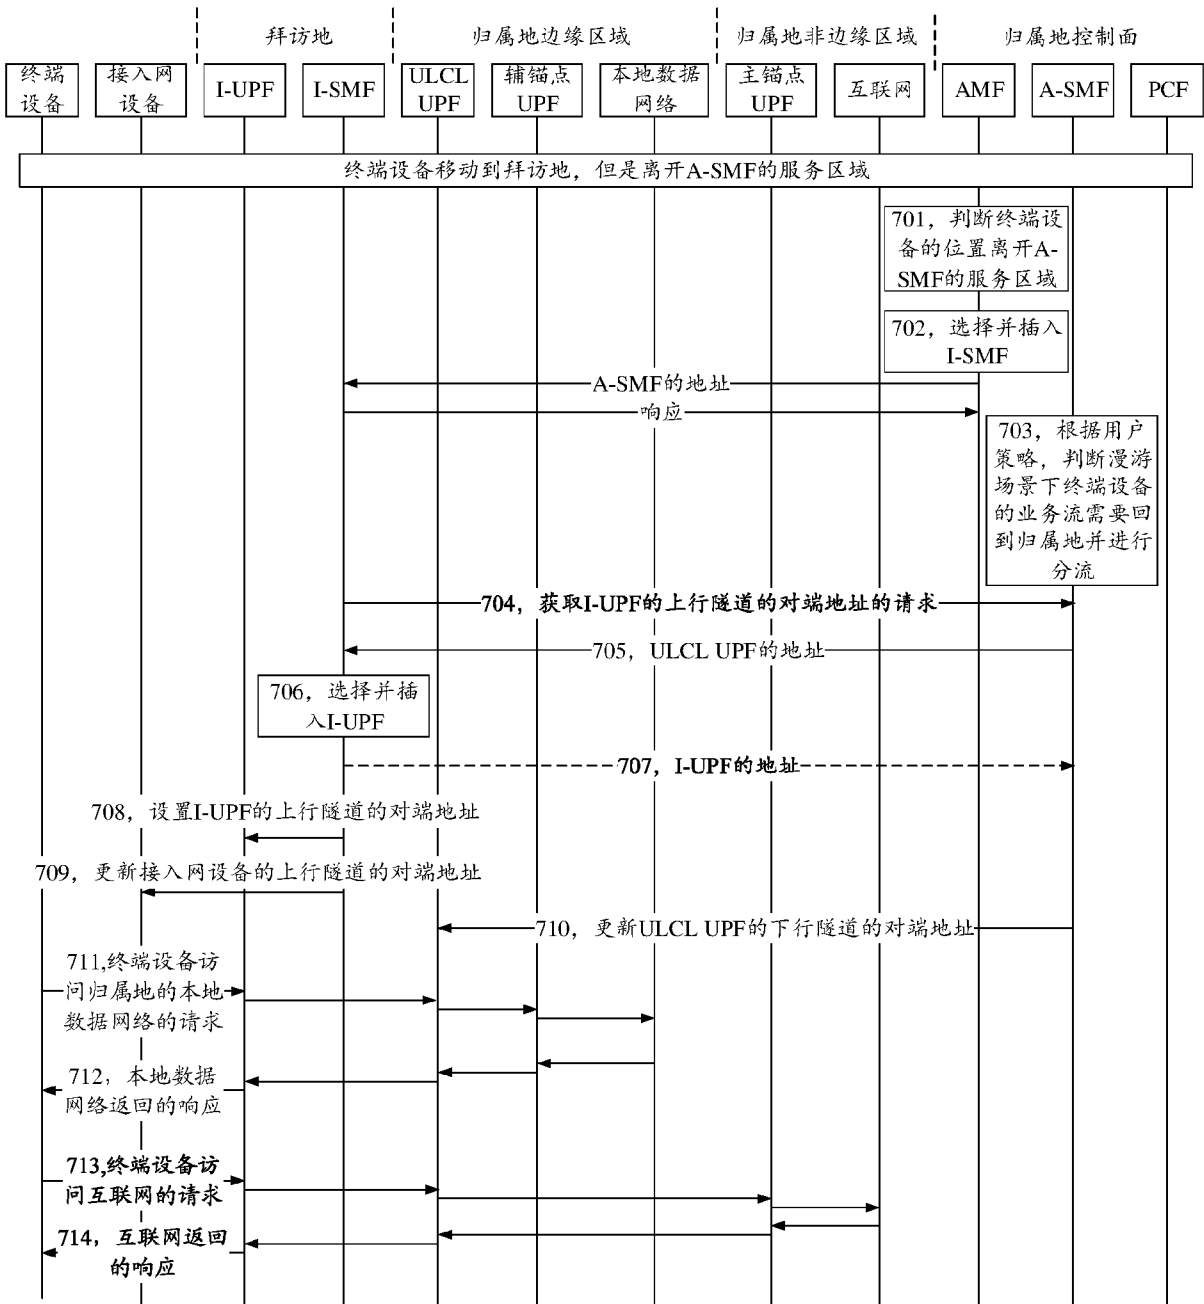 拜访地 归属地边缘区域 归属地非边缘区域 归属地控制面
终端
设备
接入网
设备
I-UPF
I-SMF
ULCL
UPF
辅锚点
UPF
本地数据
网络
主锚点
UPF
互联网
AMF
A-SMF
PCF
终端设备移动到拜访地，但是离开A-SMF的服务区域
701，判断终端设
备的位置离开A-
SMF的服务区域
702，选择并插入
I-SMF
A-SMF的地址
响应
703，根据用户
策略，判断漫游
场景下终端设备
的业务流需要回
到归属地并进行
分流
704，获取I-UPF的上行隧道的对端地址的请求
705，ULCL UPF的地址
706，选择并插
入I-UPF
707，I-UPF的地址
708，设置I-UPF的上行隧道的对端地址
709，更新接入网设备的上行隧道的对端地址
710，更新ULCL UPF的下行隧道的对端地址
711,终端设备访
问归属地的本地
数据网络的请求
712，本地数据
网络返回的响应
713,终端设备访
问互联网的请求
714，互联网返回
的响应